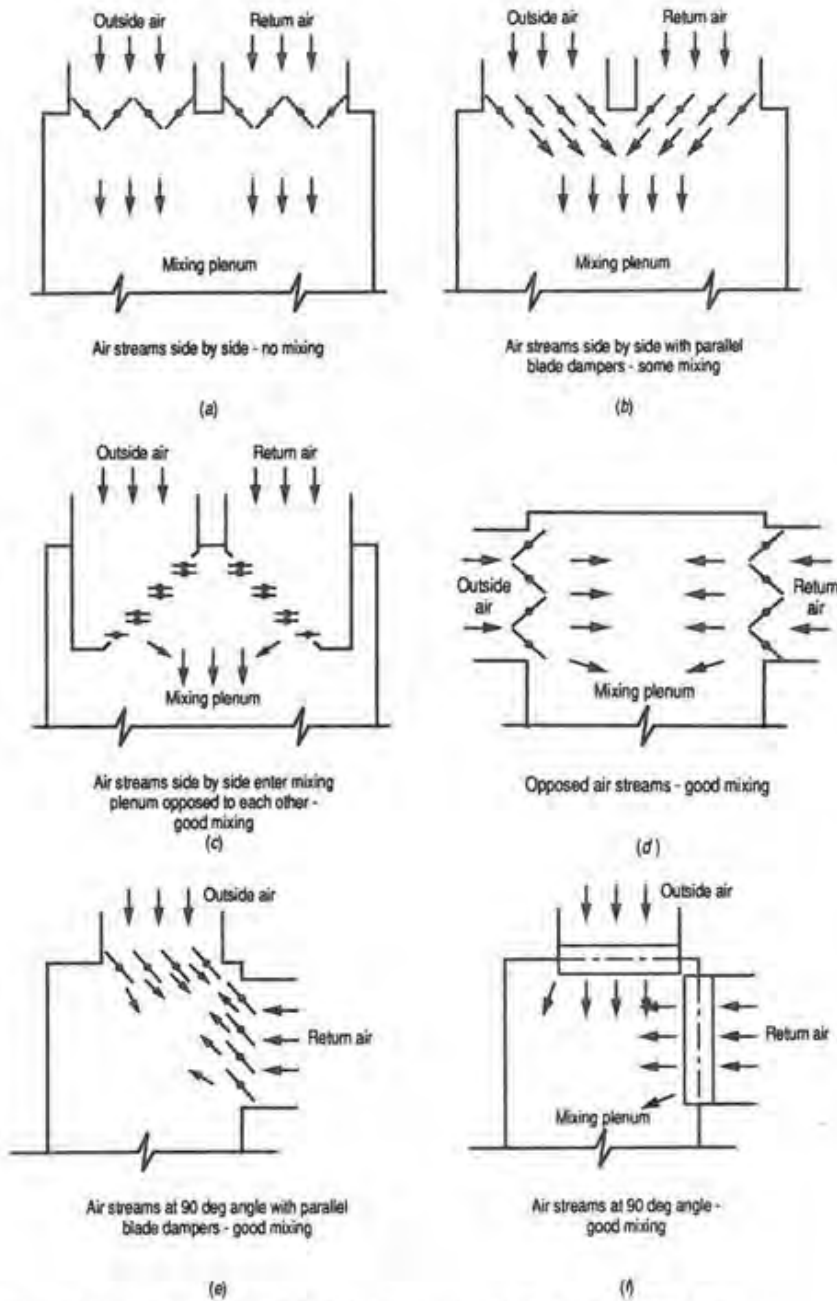 Outside air
Return air
Mixing plenum
Air streams side by side - no mixing
(a)
Outside air
Return air
Mixing plenum
Air streams side by side with parallel
blade dampers - some mixing
(b)
Outside air
Return air
Mixing plenum
Air streams side by side enter mixing
plenum opposed to each other -
good mixing
(c)
Outside
air
Return
air
Mixing plenum
Opposed air streams - good mixing
(d)
Outside air
Return air
Air streams at 90 deg angle with parallel
blade dampers - good mixing
(e)
Outside air
Return air
Mixing plenum
Air streams at 90 deg angle -
good mixing
(f)